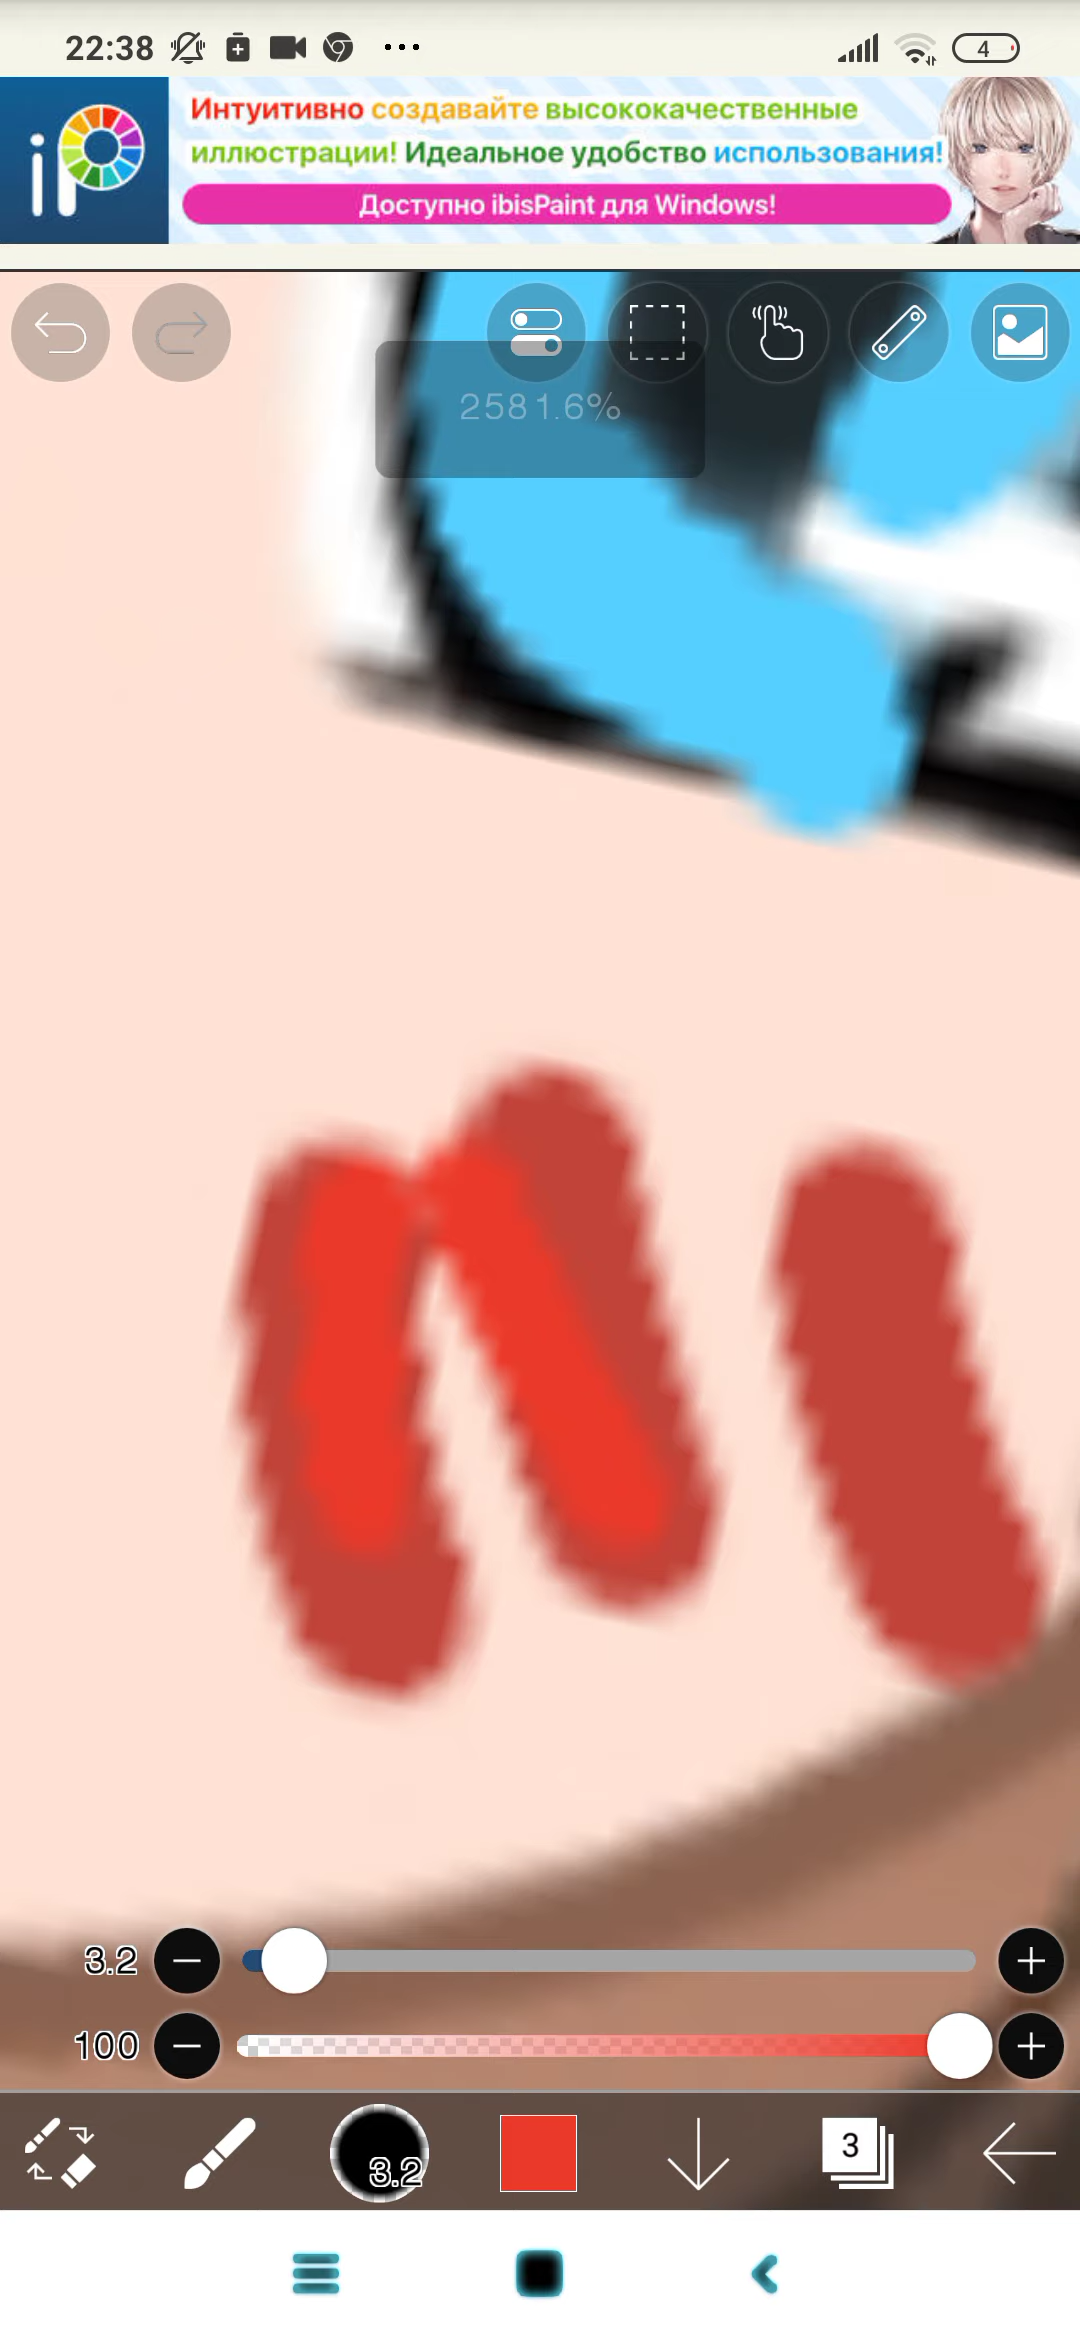 22:38
4
iP
Интуитивно создавайте высококачественные
иллюстрации! Идеальное удобство использования!
Доступно ibisPaint для Windows!
2581.6%
3.2
100
3.2
3